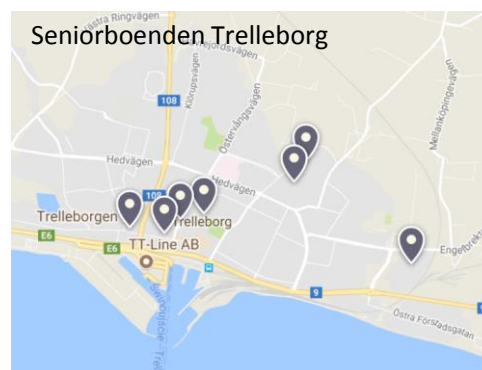 Seniorboenden Trelleborg
Västra Ringvägen
108
Klörupsvägen
Östervångsvägen
Mellanköpingevägen
Hedvägen
Hedvägen
108
Trelleborgen
Trelleborg
E6
E6
TT-Line AB
Engelbrekt
9
Östra Förstadsgatan